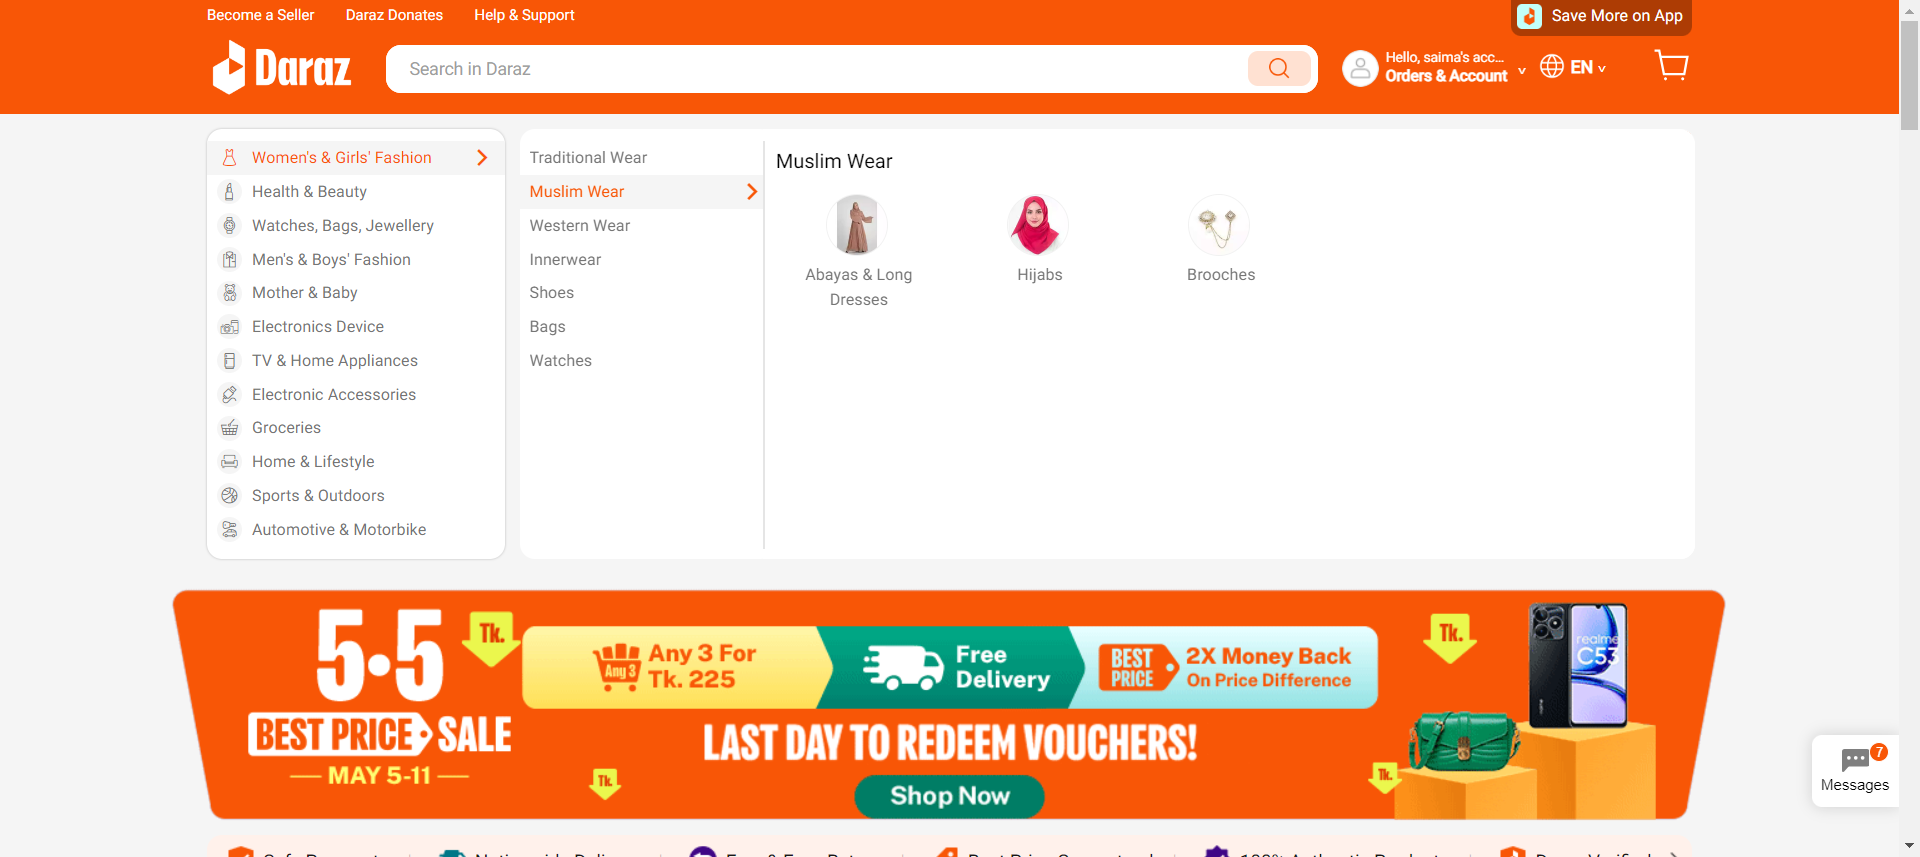 Become a Seller
Daraz Donates
Help & Support
Save More on App
Daraz
Search in Daraz
Hello, saima's acc...
Orders & Account
EN
Women's & Girls' Fashion
Health & Beauty
Watches, Bags, Jewellery
Men's & Boys' Fashion
Mother & Baby
Electronics Device
TV & Home Appliances
Electronic Accessories
Groceries
Home & Lifestyle
Sports & Outdoors
Automotive & Motorbike
Traditional Wear
Muslim Wear
Western Wear
Innerwear
Shoes
Bags
Watches
Muslim Wear
Abayas & Long
Dresses
Hijabs
Brooches
5.5
BEST PRICE SALE
MAY 5-11
Tk.
Any 3
Any 3 For
Tk. 225
Free
Delivery
BEST
PRICE
2X Money Back
On Price Difference
LAST DAY TO REDEEM VOUCHERS!
Shop Now
Tk.
Tk.
Tk.
realme
C53
7
Messages